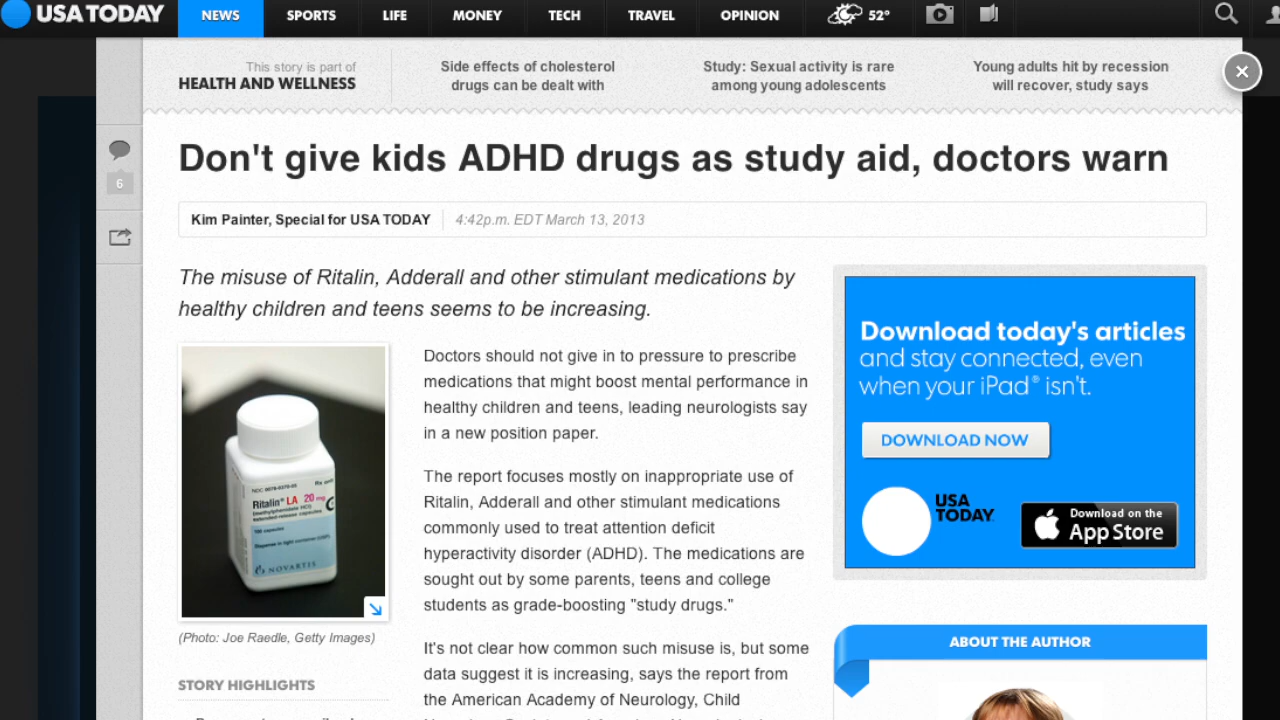 USA TODAY
NEWS
SPORTS
LIFE
MONEY
TECH
TRAVEL
OPINION
52°
This story is part of
HEALTH AND WELLNESS
Side effects of cholesterol
drugs can be dealt with
Study: Sexual activity is rare
among young adolescents
Young adults hit by recession
will recover, study says
6
Don't give kids ADHD drugs as study aid, doctors warn
Kim Painter, Special for USA TODAY
4:42p.m. EDT March 13, 2013
The misuse of Ritalin, Adderall and other stimulant medications by
healthy children and teens seems to be increasing.
Ritalin® LA 20 mg
NOVARTIS
(Photo: Joe Raedle, Getty Images)
STORY HIGHLIGHTS
Doctors should not give in to pressure to prescribe
medications that might boost mental performance in
healthy children and teens, leading neurologists say
in a new position paper.
The report focuses mostly on inappropriate use of
Ritalin, Adderall and other stimulant medications
commonly used to treat attention deficit
hyperactivity disorder (ADHD). The medications are
sought out by some parents, teens and college
students as grade-boosting "study drugs."
It's not clear how common such misuse is, but some
data suggest it is increasing, says the report from
the American Academy of Neurology, Child
Download today's articles
and stay connected, even
when your iPad® isn't.
DOWNLOAD NOW
USA
TODAY
Download on the
App Store
ABOUT THE AUTHOR